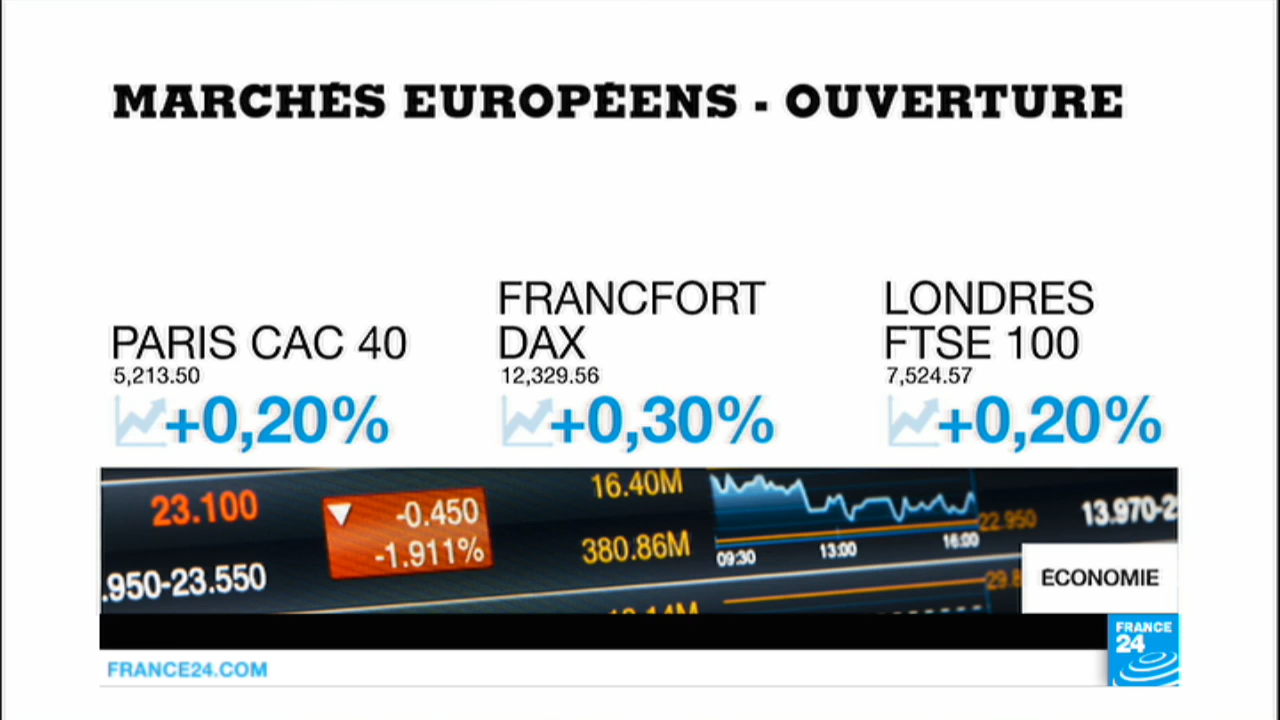 MARCHÉS EUROPÉENS - OUVERTURE
PARIS CAC 40
5,213.50
+0,20%
FRANCFORT
DAX
12,329.56
+0,30%
LONDRES
FTSE 100
7,524.57
+0,20%
23.100
-0.450
-1.911%
16.40M
380.86M
.950-23.550
09:30
13:00
16:00
22.950
13.970-2
ECONOMIE
FRANCE
24
FRANCE24.COM